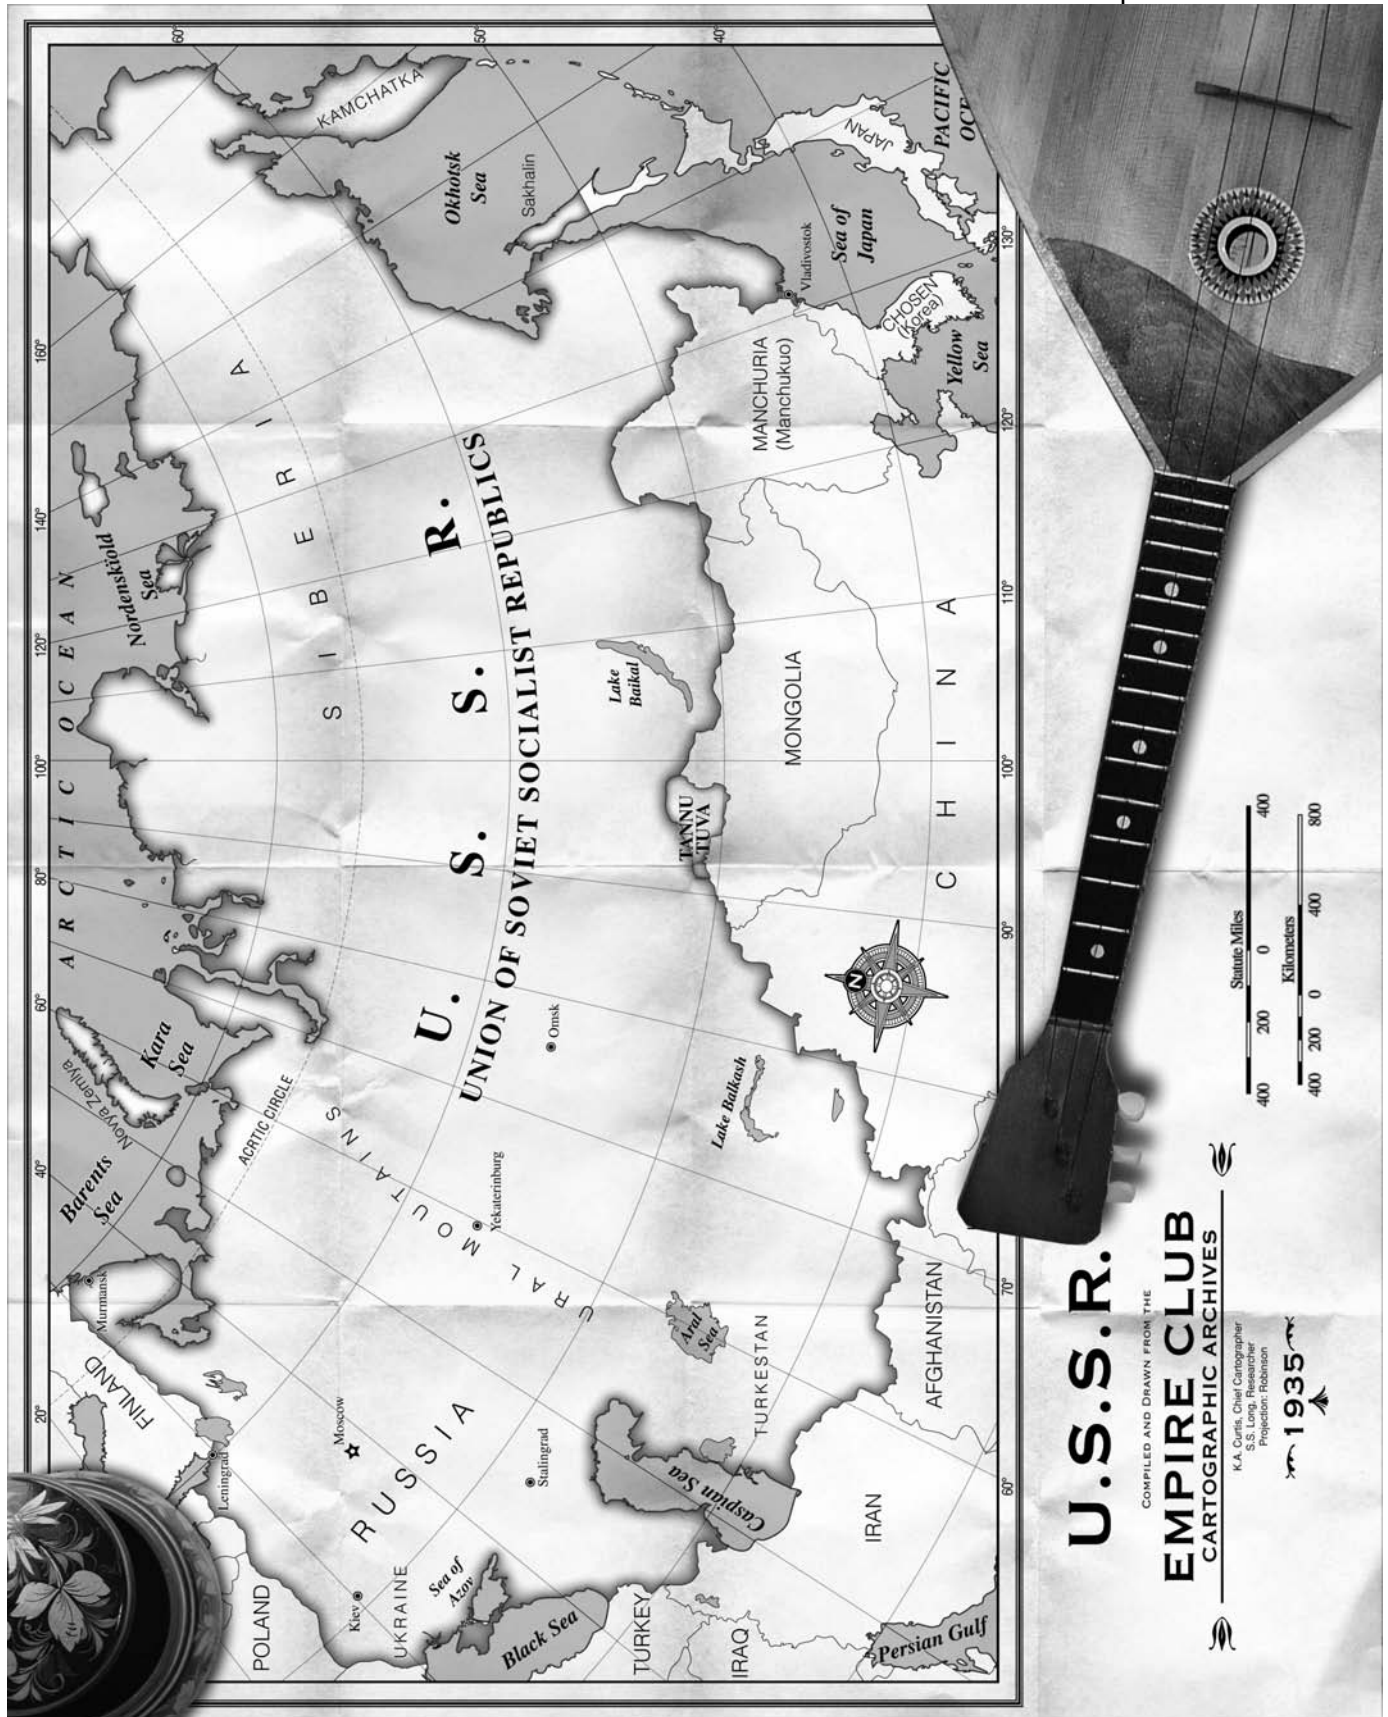 60°
50°
40°
KAMCHATKA
Okhotsk
Sea
Sakhalin
JAPAN
PACIFIC
OCE
Sea of
Japan
Vladivostok
CHOSEN
(Korea)
Yellow
Sea
MANCHURIA
(Manchukuo)
160°
140°
120°
100°
80°
60°
40°
20°
130°
120°
110°
100°
90°
70°
60°
ARCTIC OCEAN
Nordenskiold
Sea
SIBERIA
U. S. S. R.
UNION OF SOVIET SOCIALIST REPUBLICS
Lake
Baikal
MONGOLIA
CHINA
TANNU
TUVA
N
Kara
Sea
Novya Zemlya
Barents
Sea
ACRTIC CIRCLE
Omsk
Lake Balkash
URAL MOUTAINS
Yekaterinburg
Murmansk
FINLAND
Leningrad
Moscow
RUSSIA
Stalingrad
Aral
Sea
TURKESTAN
AFGHANISTAN
Caspian Sea
IRAN
POLAND
Kiev
UKRAINE
Sea of
Azov
Black Sea
TURKEY
IRAQ
Persian Gulf
U.S.S.R.
COMPILED AND DRAWN FROM THE
EMPIRE CLUB
CARTOGRAPHIC ARCHIVES
K.A. Curtis, Chief Cartographer
S.S. Long, Researcher
Projection: Robinson
1935
Statute Miles
400 200 0 400
Kilometers
400 200 0 400 800